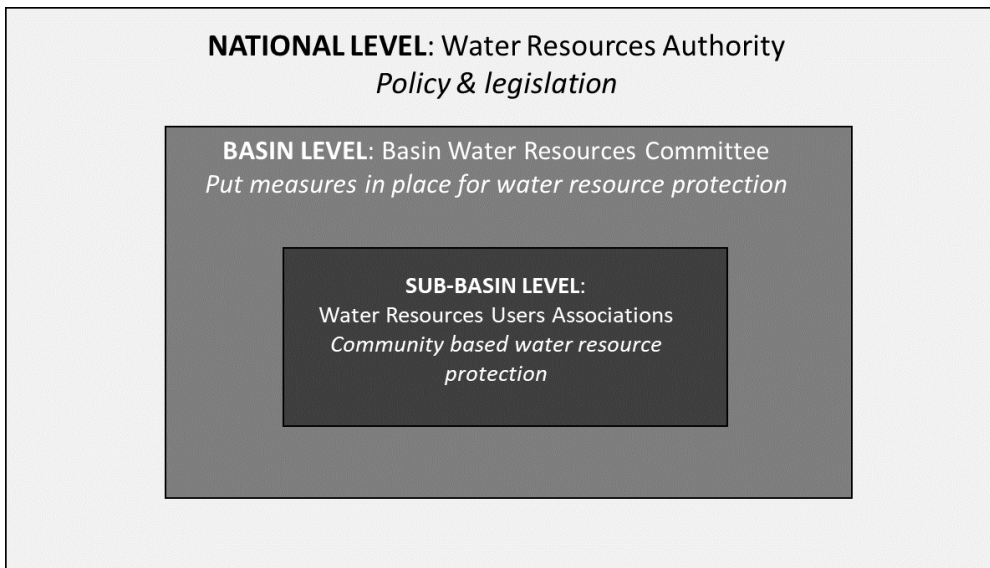 NATIONAL LEVEL: Water Resources Authority
Policy & legislation
BASIN LEVEL: Basin Water Resources Committee
Put measures in place for water resource protection
SUB-BASIN LEVEL:
Water Resources Users Associations
Community based water resource
protection